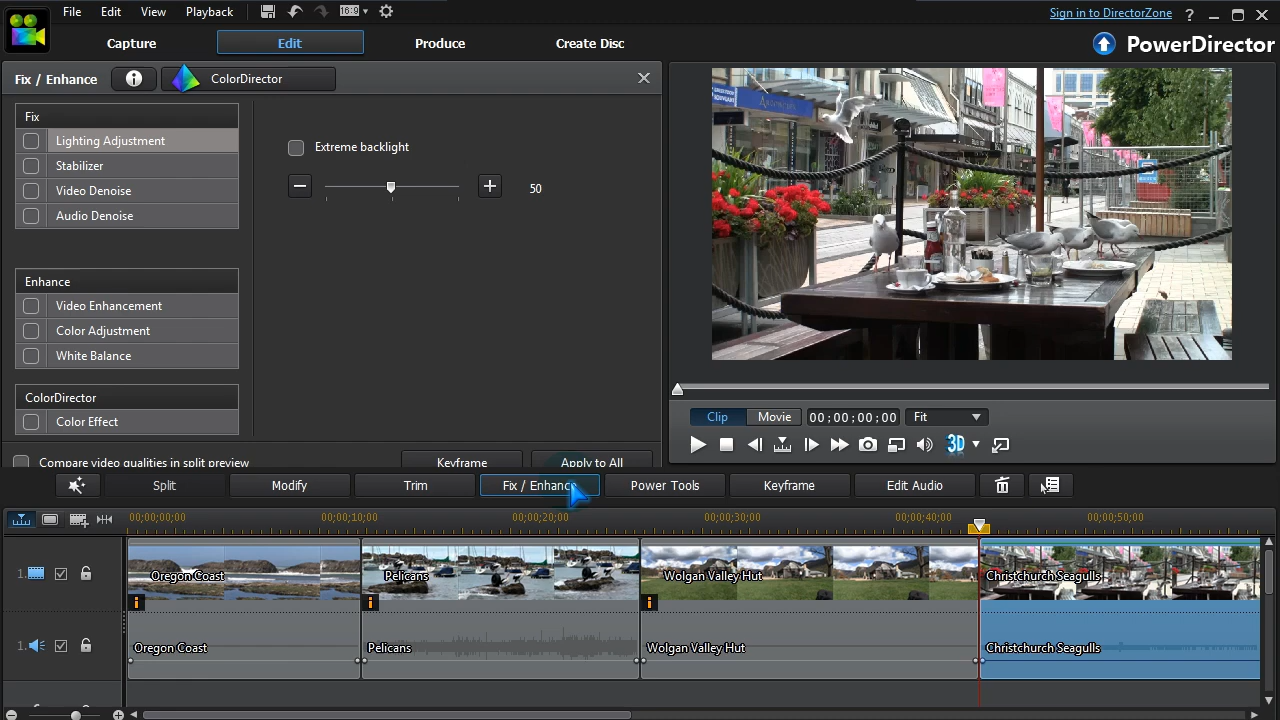 File Edit View Playback 16:9 Sign in to DirectorZone ?
Capture Edit Produce Create Disc PowerDirector
Fix / Enhance ColorDirector
Fix
Lighting Adjustment
Stabilizer
Video Denoise
Audio Denoise
Extreme backlight
50
Enhance
Video Enhancement
Color Adjustment
White Balance
ColorDirector
Color Effect
Compare video qualities in split preview Keyframe Apply to All
Clip Movie 00;00;00;00 Fit
3D
Split Modify Trim Fix / Enhance Power Tools Keyframe Edit Audio
00;00;00;00 00;00;10;00 00;00;20;00 00;00;30;00 00;00;40;00 00;00;50;00
1. Oregon Coast Pelicans Wolgan Valley Hut Christchurch Seagulls
1. Oregon Coast Pelicans Wolgan Valley Hut Christchurch Seagulls